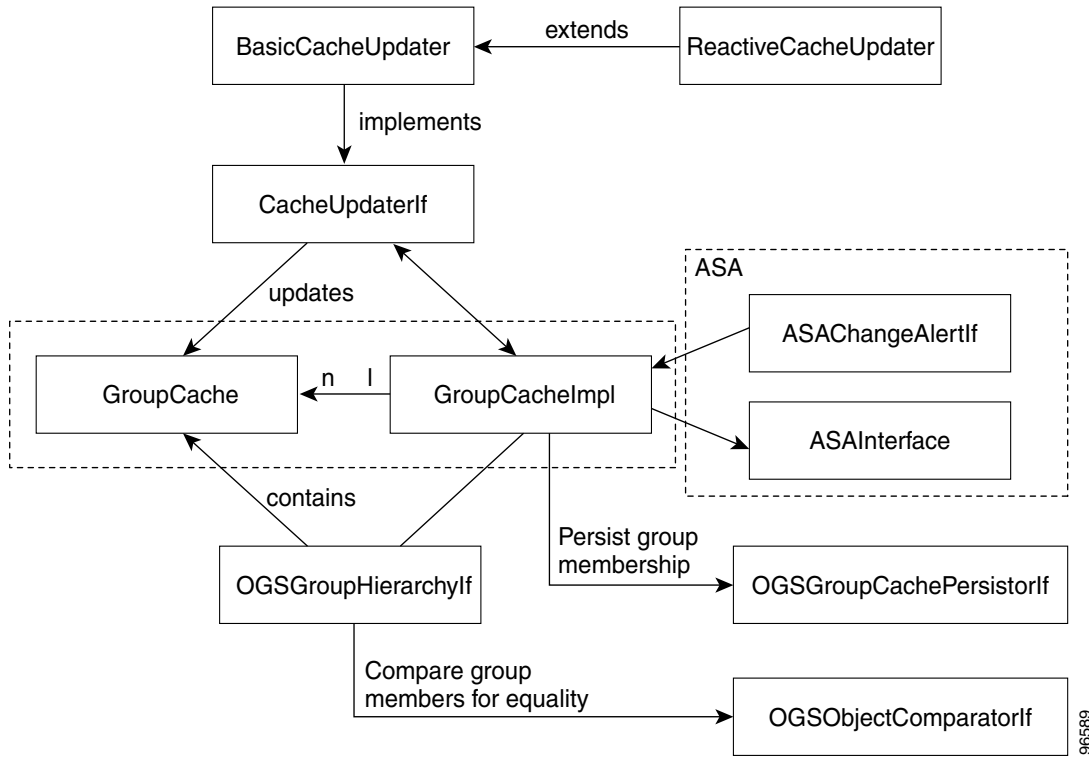 extends
BasicCacheUpdater
ReactiveCacheUpdater
implements
CacheUpdaterIf
ASA
updates
ASAChangeAlertIf
n l
GroupCache
GroupCacheImpl
ASAInterface
contains
Persist group
membership
OGSGroupHierarchyIf
OGSGroupCachePersistorIf
Compare group
members for equality
OGSObjectComparatorIf
96589